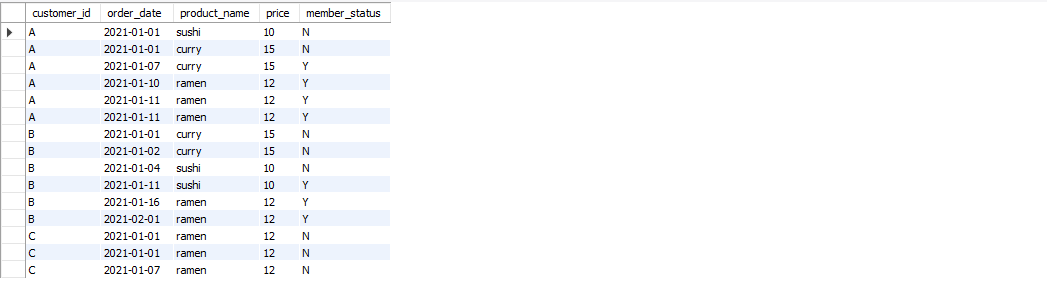 customer_id order_date product_name price member_status
A 2021-01-01 sushi 10 N
A 2021-01-01 curry 15 N
A 2021-01-07 curry 15 Y
A 2021-01-10 ramen 12 Y
A 2021-01-11 ramen 12 Y
A 2021-01-11 ramen 12 Y
B 2021-01-01 curry 15 N
B 2021-01-02 curry 15 N
B 2021-01-04 sushi 10 N
B 2021-01-11 sushi 10 Y
B 2021-01-16 ramen 12 Y
B 2021-02-01 ramen 12 Y
C 2021-01-01 ramen 12 N
C 2021-01-01 ramen 12 N
C 2021-01-07 ramen 12 N